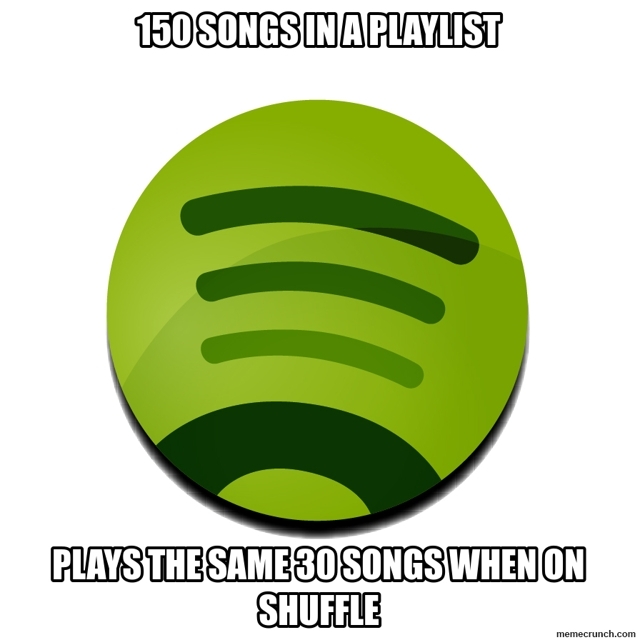 150 SONGS IN A PLAYLIST
PLAYS THE SAME 30 SONGS WHEN ON
SHUFFLE
memecrunch.com